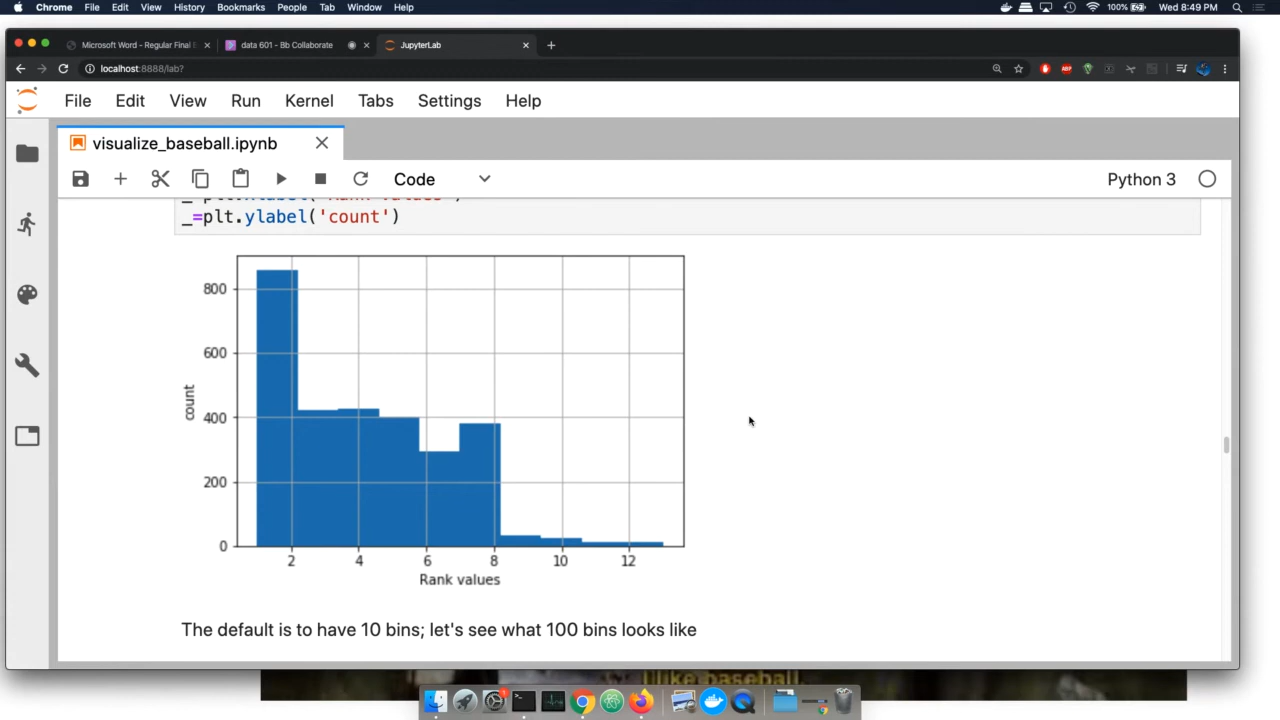 Chrome File Edit View History Bookmarks People Tab Window Help 100% Wed 8:49 PM
Microsoft Word - Regular Final data 601 - Bb Collaborate JupyterLab
localhost:8888/lab?
File Edit View Run Kernel Tabs Settings Help
visualize_baseball.ipynb
Code Python 3
_=plt.ylabel('count')
800
600
400
200
0
count
2 4 6 8 10 12
Rank values
The default is to have 10 bins; let's see what 100 bins looks like
I like baseball.